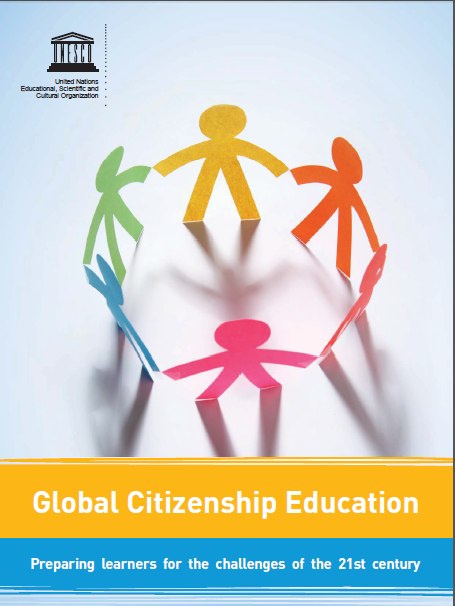 UNESCO
United Nations
Educational, Scientific and
Cultural Organization
Global Citizenship Education
Preparing learners for the challenges of the 21st century